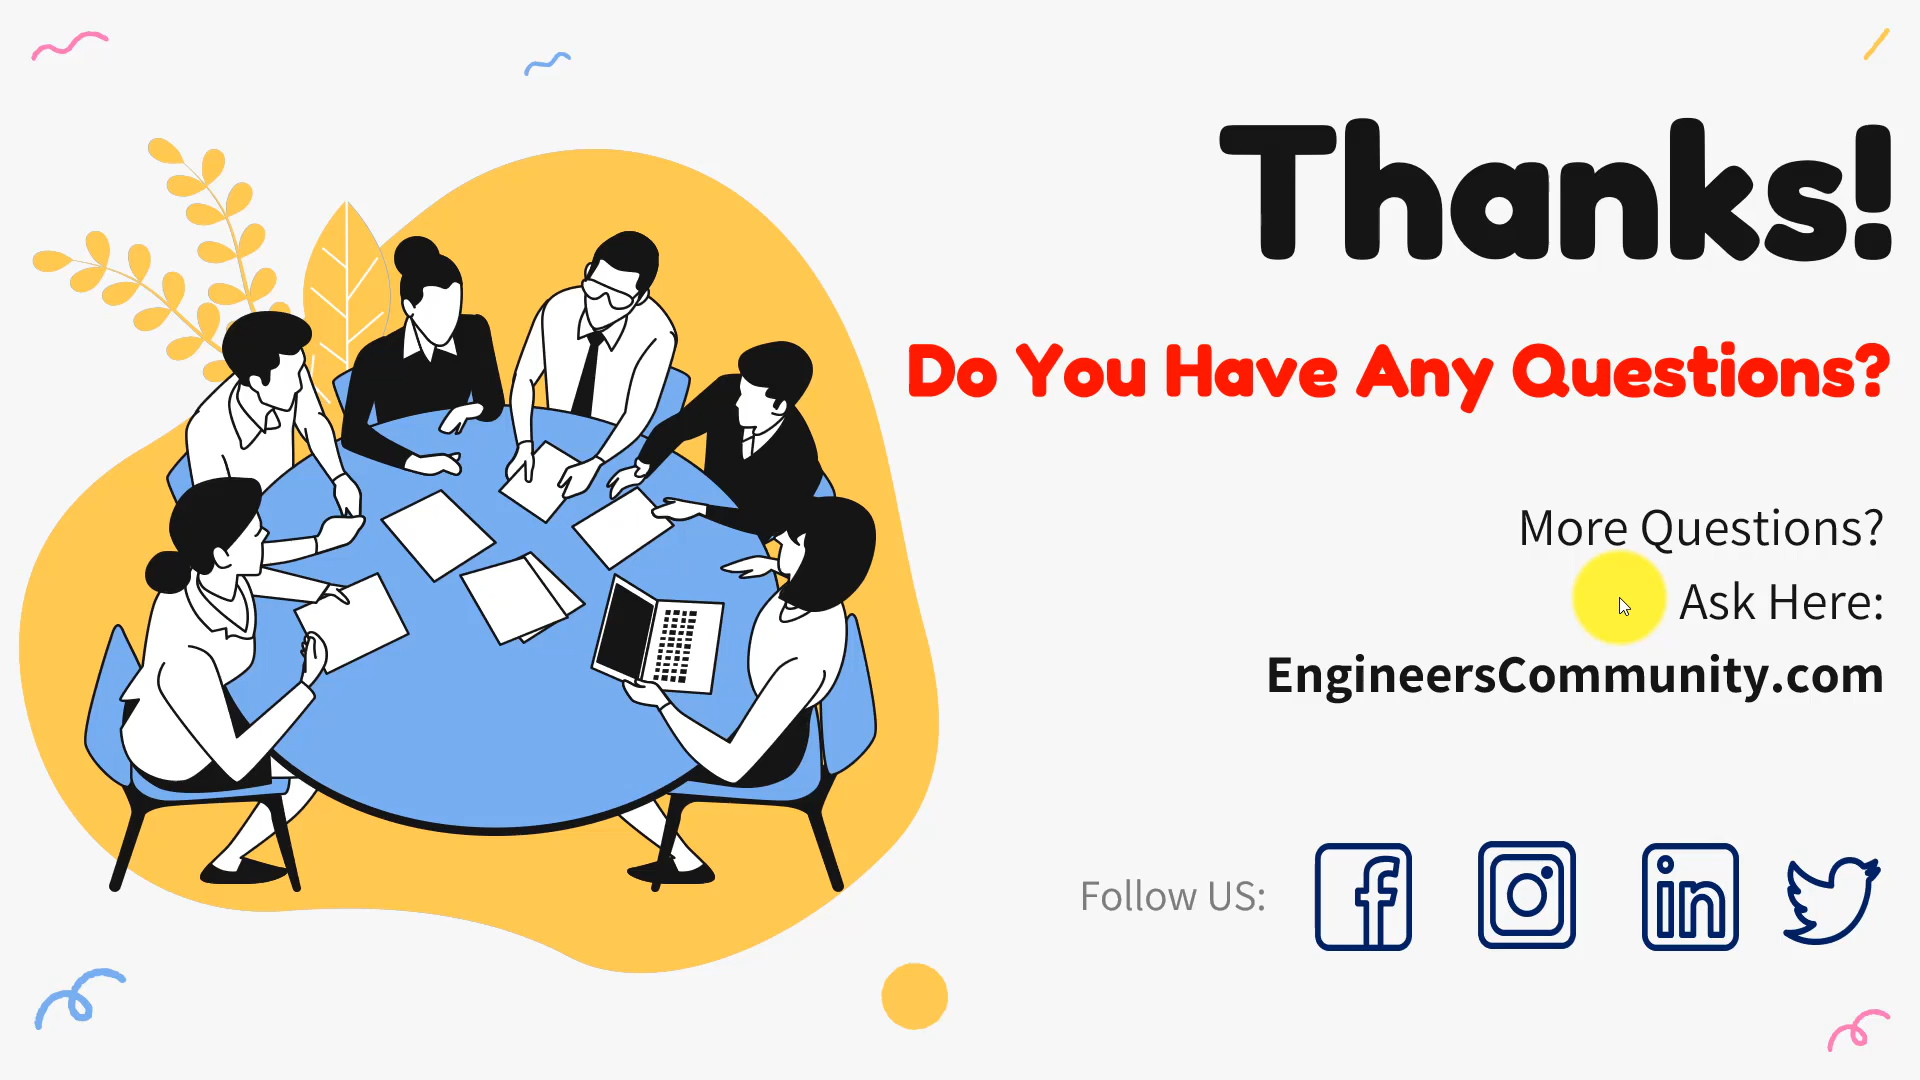 Thanks!
Do You Have Any Questions?
More Questions?
Ask Here:
EngineersCommunity.com
Follow US: